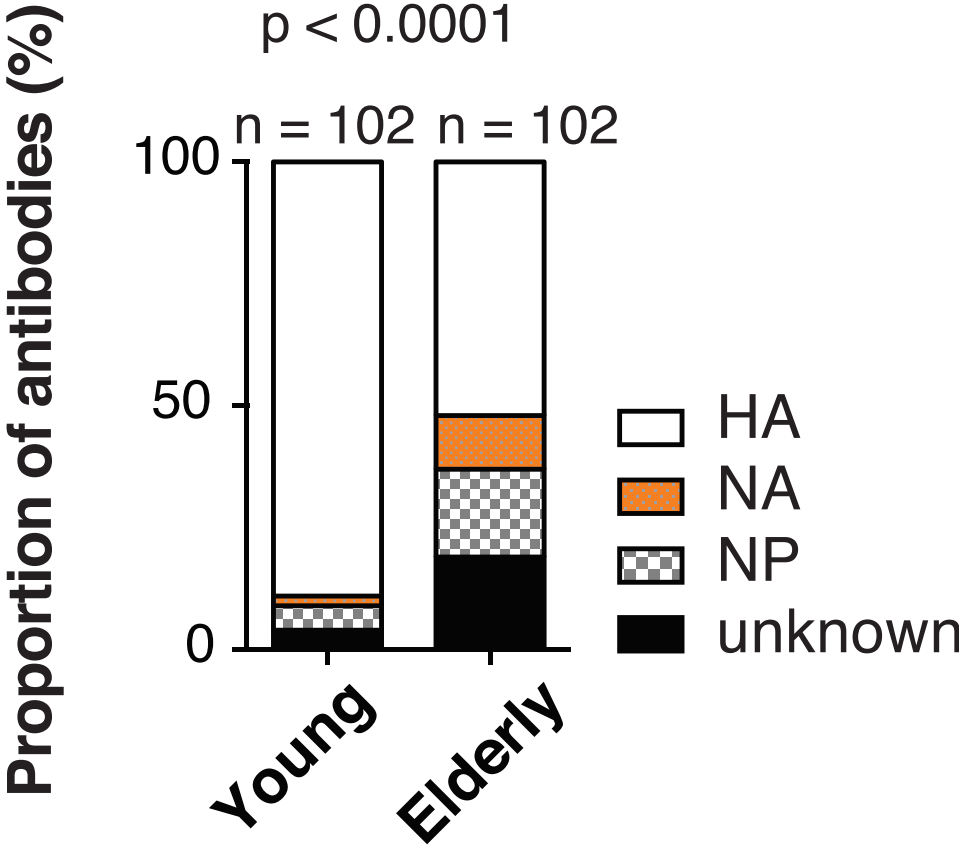 p < 0.0001
n = 102 n = 102
Proportion of antibodies (%)
100
50
0
HA
NA
NP
unknown
Young
Elderly